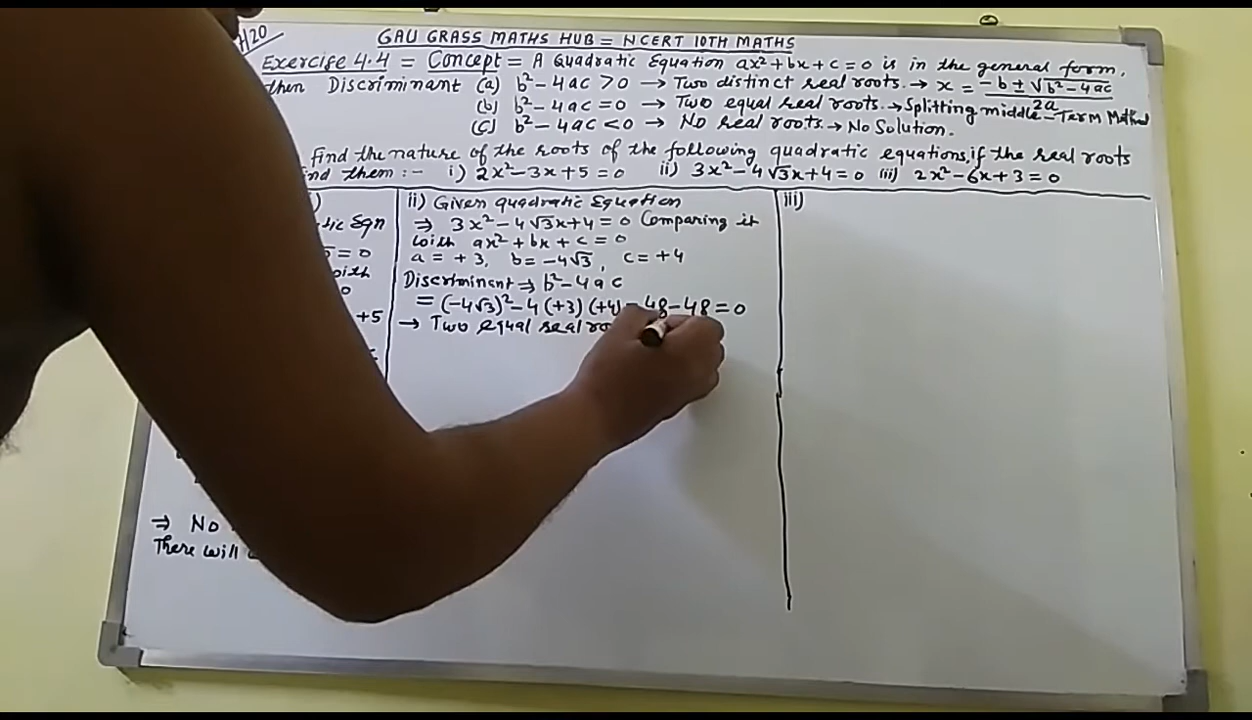 H20
GAU GRASS MATHS HUB = NCERT 10TH MATHS
Exercise 4.4 = Concept = A Quadratic Equation ax²+bx+c=0 is in the general form,
then Discriminant (a) b²-4ac >0 → Two distinct real roots. → x = -b ± √b²-4ac / 2a
(b) b²-4ac =0 → Two equal real roots. → Splitting middle-Term Method
(c) b²-4ac <0 → No real roots. → No Solution.
find the nature of the roots of the following quadratic equations, if the real roots
find them :- i) 2x²-3x+5=0 ii) 3x²-4√3x+4=0 iii) 2x²-6x+3=0
)
Eqn
=0
with
0
+5
⇒ No
There will
ii) Given quadratic Equation
⇒ 3x²-4√3x+4=0 Comparing it
with ax²+bx+c=0
a = +3, b = -4√3, c = +4
Discriminant ⇒ b²-4ac
= (-4√3)²-4(+3)(+4) = 48-48=0
→ Two equal real
iii)